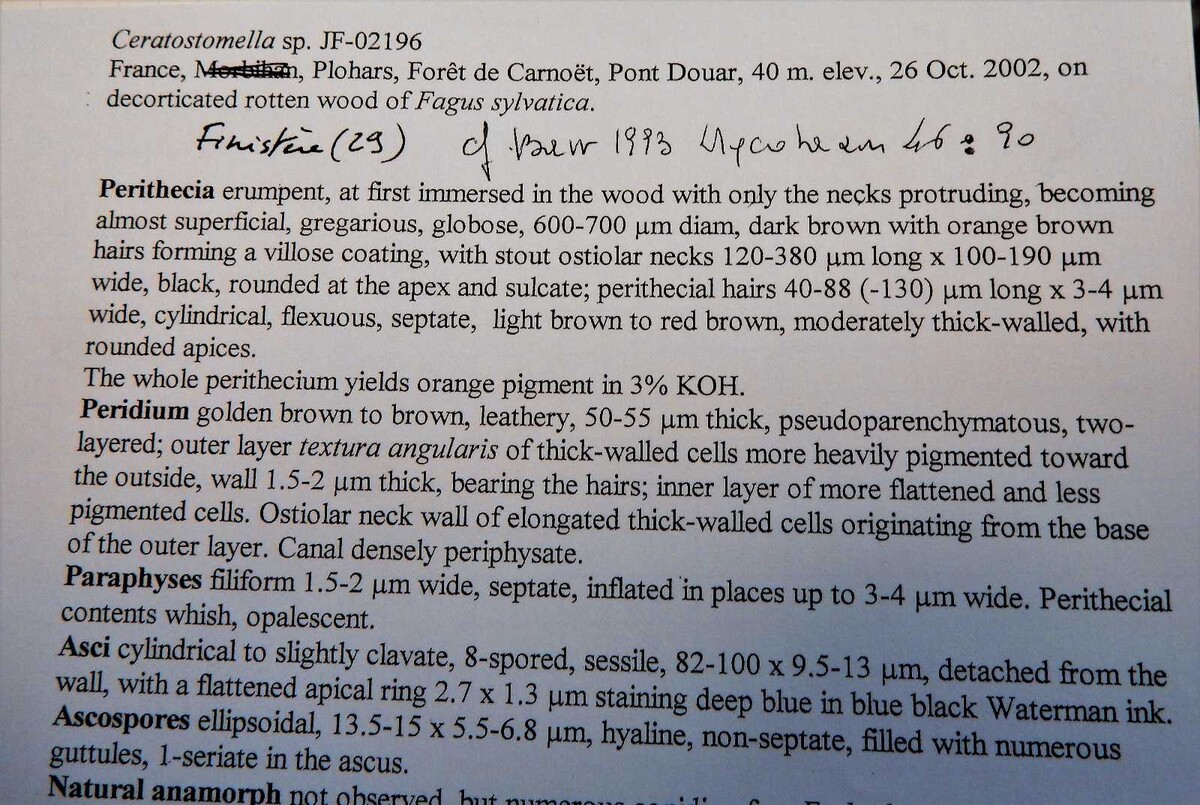 Ceratostomella sp. JF-02196
France, Morbihan, Plohars, Forêt de Carnoët, Pont Douar, 40 m. elev., 26 Oct. 2002, on
decorticated rotten wood of Fagus sylvatica.
Finistère (29) cf 1993 46 : 90
Perithecia erumpent, at first immersed in the wood with only the necks protruding, becoming
almost superficial, gregarious, globose, 600-700 µm diam, dark brown with orange brown
hairs forming a villose coating, with stout ostiolar necks 120-380 µm long x 100-190 µm
wide, black, rounded at the apex and sulcate; perithecial hairs 40-88 (-130) µm long x 3-4 µm
wide, cylindrical, flexuous, septate, light brown to red brown, moderately thick-walled, with
rounded apices.
The whole perithecium yields orange pigment in 3% KOH.
Peridium golden brown to brown, leathery, 50-55 µm thick, pseudoparenchymatous, two-
layered; outer layer textura angularis of thick-walled cells more heavily pigmented toward
the outside, wall 1.5-2 µm thick, bearing the hairs; inner layer of more flattened and less
pigmented cells. Ostiolar neck wall of elongated thick-walled cells originating from the base
of the outer layer. Canal densely periphysate.
Paraphyses filiform 1.5-2 µm wide, septate, inflated in places up to 3-4 µm wide. Perithecial
contents whish, opalescent.
Asci cylindrical to slightly clavate, 8-spored, sessile, 82-100 x 9.5-13 µm, detached from the
wall, with a flattened apical ring 2.7 x 1.3 µm staining deep blue in blue black Waterman ink.
Ascospores ellipsoidal, 13.5-15 x 5.5-6.8 µm, hyaline, non-septate, filled with numerous
guttules, 1-seriate in the ascus.
Natural anamorph not observed, but numerous